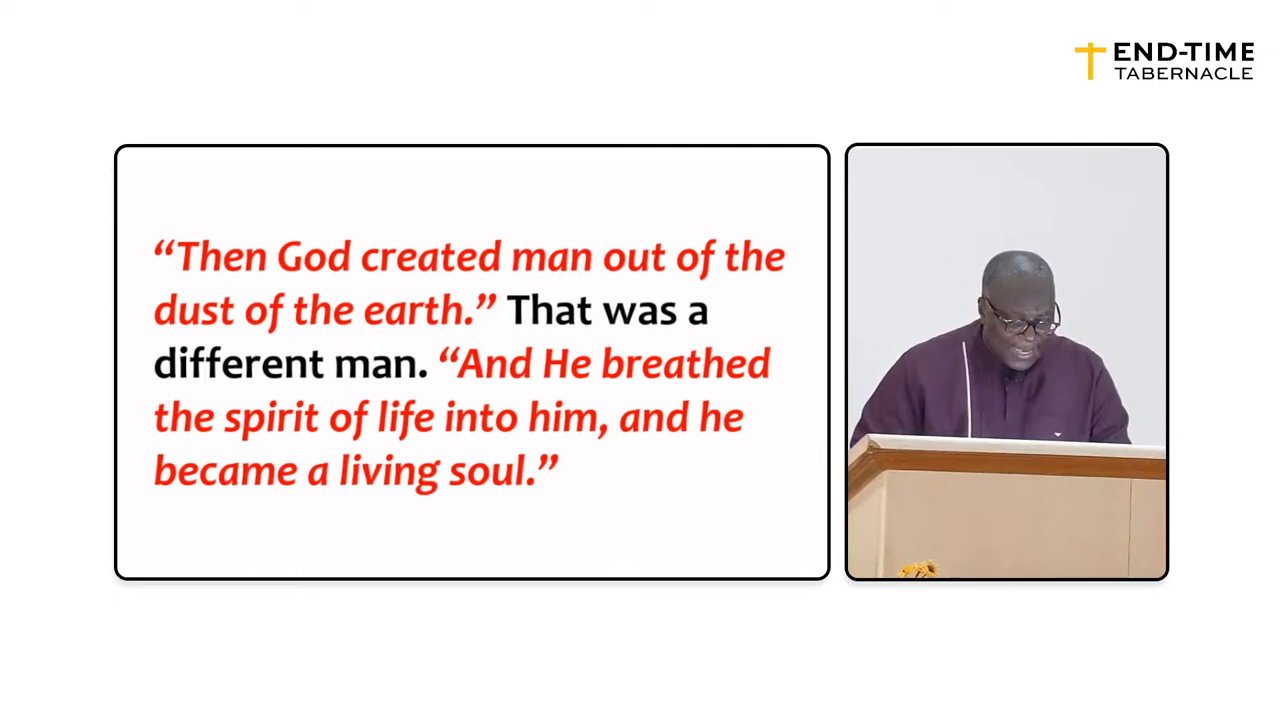 END-TIME
TABERNACLE
“Then God created man out of the
dust of the earth.” That was a
different man. “And He breathed
the spirit of life into him, and he
became a living soul.”